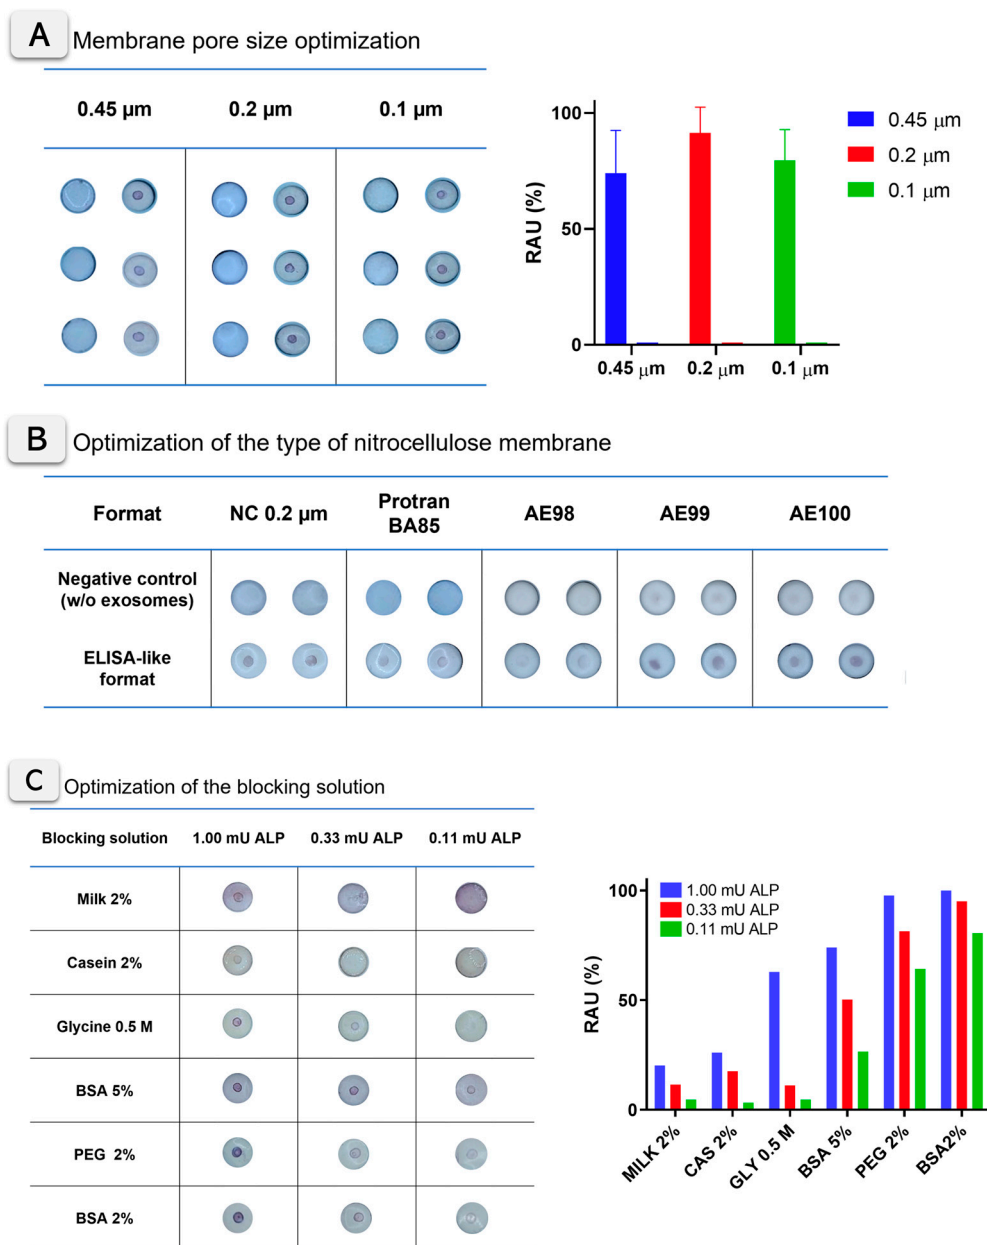 A Membrane pore size optimization
0.45 µm 0.2 µm 0.1 µm
100
50
0
RAU (%)
0.45 µm
0.2 µm
0.1 µm
0.45 µm 0.2 µm 0.1 µm
B Optimization of the type of nitrocellulose membrane
Format NC 0.2 µm Protran BA85 AE98 AE99 AE100
Negative control
(w/o exosomes)
ELISA-like
format
C Optimization of the blocking solution
Blocking solution 1.00 mU ALP 0.33 mU ALP 0.11 mU ALP
Milk 2%
Casein 2%
Glycine 0.5 M
BSA 5%
PEG 2%
BSA 2%
100
50
0
RAU (%)
1.00 mU ALP
0.33 mU ALP
0.11 mU ALP
MILK 2% CAS 2% GLY 0.5 M BSA 5% PEG 2% BSA2%